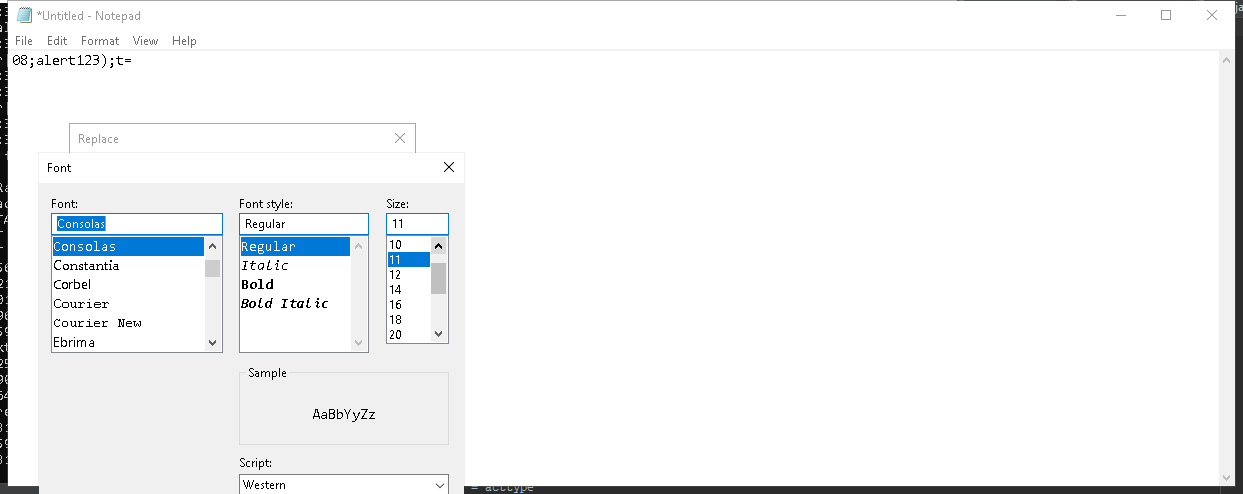 *Untitled - Notepad
File Edit Format View Help
08;alert123);t=
Replace
Font
Font: Font style: Size:
Consolas Regular 11
Consolas Regular 10
Constantia Italic 11
Corbel Bold 12
Courier Bold Italic 14
Courier New 16
Ebrima 18
20
Sample
AaBbYyZz
Script:
Western
= acttype